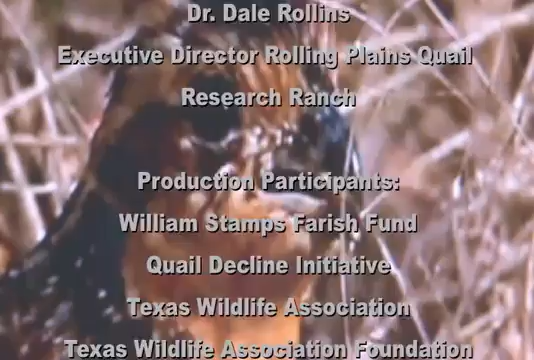 Dr. Dale Rollins
Executive Director Rolling Plains Quail
Research Ranch
Production Participants:
William Stamps Farish Fund
Quail Decline Initiative
Texas Wildlife Association
Texas Wildlife Association Foundation